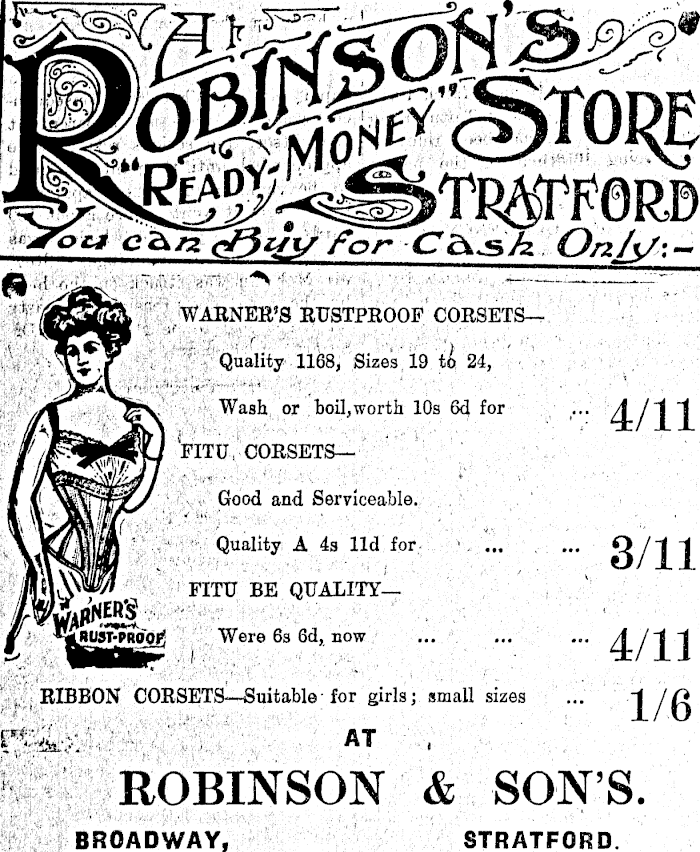 At
ROBINSON'S
"READY-MONEY" STORE
STRATFORD
You can Buy for Cash Only:-
WARNER'S RUSTPROOF CORSETS—
Quality 1168, Sizes 19 to 24,
Wash or boil, worth 10s 6d for ... 4/11
FITU CORSETS—
Good and Serviceable.
Quality A 4s 11d for ... ... 3/11
FITU BE QUALITY—
Were 6s 6d, now ... ... ... 4/11
WARNER'S
RUST-PROOF
RIBBON CORSETS—Suitable for girls; small sizes ... 1/6
AT
ROBINSON & SON'S.
BROADWAY, STRATFORD.